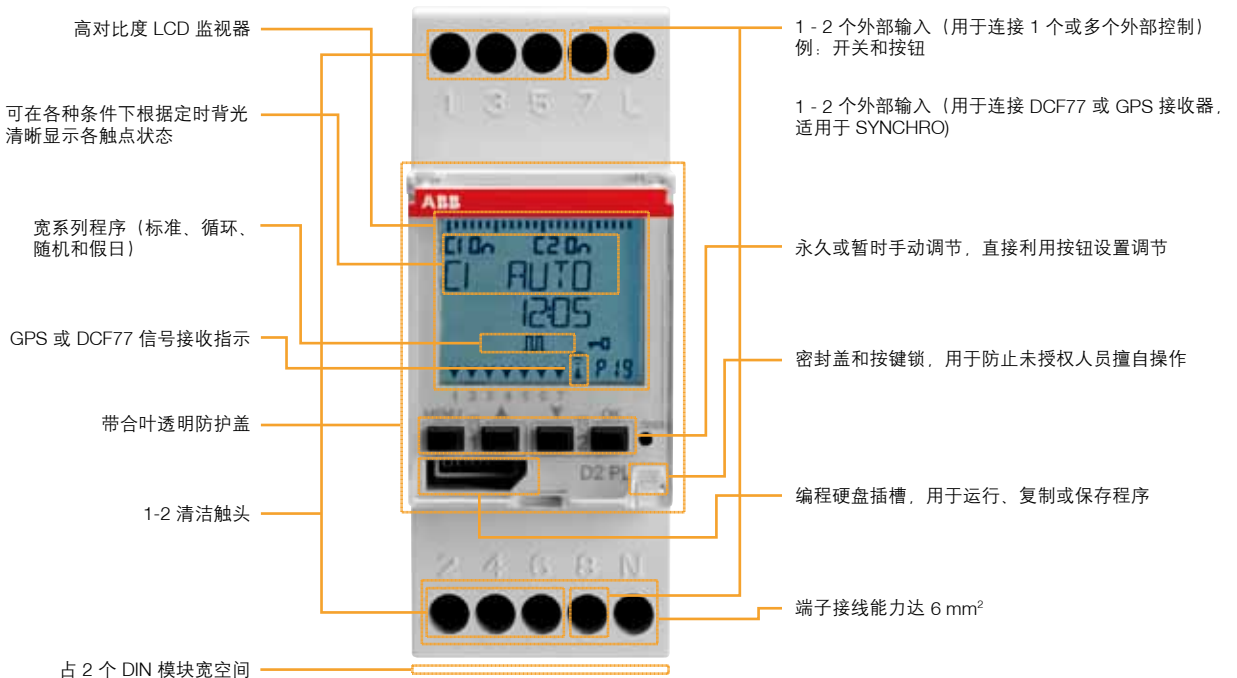 高对比度 LCD 监视器
可在各种条件下根据定时背光
清晰显示各触点状态
宽系列程序（标准、循环、
随机和假日）
GPS 或 DCF77 信号接收指示
带合叶透明防护盖
1-2 清洁触头
占 2 个 DIN 模块宽空间
1 3 5 7 L
ABB
C1 On C2 On
C1 AUTO
12:05
P19
1 2 3 4 5 6 7
MENU OK
D2 PL
2 4 6 8 N
1 - 2 个外部输入（用于连接 1 个或多个外部控制）
例：开关和按钮
1 - 2 个外部输入（用于连接 DCF77 或 GPS 接收器，
适用于 SYNCHRO)
永久或暂时手动调节，直接利用按钮设置调节
密封盖和按键锁，用于防止未授权人员擅自操作
编程硬盘插槽，用于运行、复制或保存程序
端子接线能力达 6 mm²